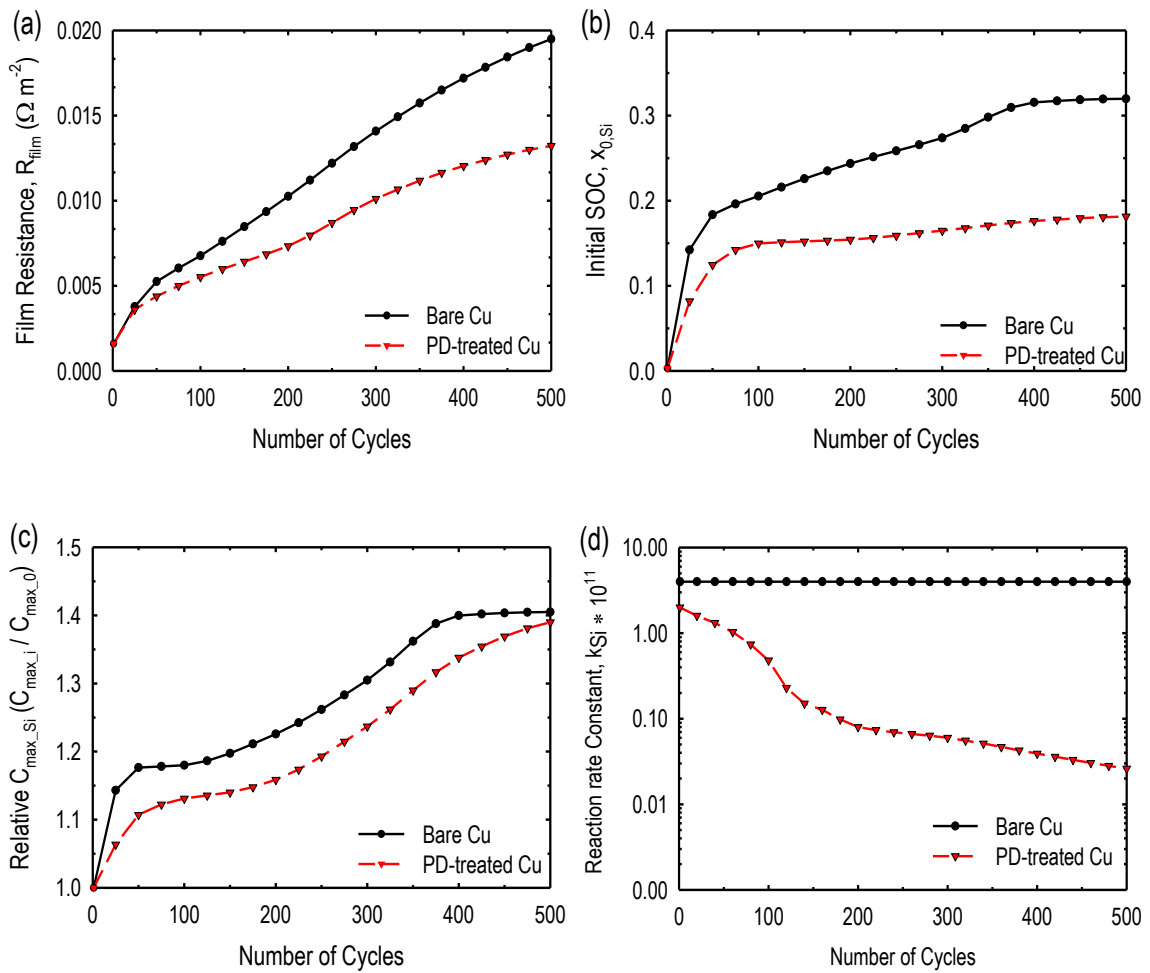 (a)
0.020
0.015
0.010
0.005
0.000
Film Resistance, R_film (Ω m⁻²)
Bare Cu
PD-treated Cu
0 100 200 300 400 500
Number of Cycles
(b)
0.4
0.3
0.2
0.1
0.0
Initial SOC, x_0,Si
Bare Cu
PD-treated Cu
0 100 200 300 400 500
Number of Cycles
(c)
1.5
1.4
1.3
1.2
1.1
1.0
Relative C_max_Si (C_max_i / C_max_0)
Bare Cu
PD-treated Cu
0 100 200 300 400 500
Number of Cycles
(d)
10.00
1.00
0.10
0.01
0.00
Reaction rate Constant, k_Si * 10¹¹
Bare Cu
PD-treated Cu
0 100 200 300 400 500
Number of Cycles